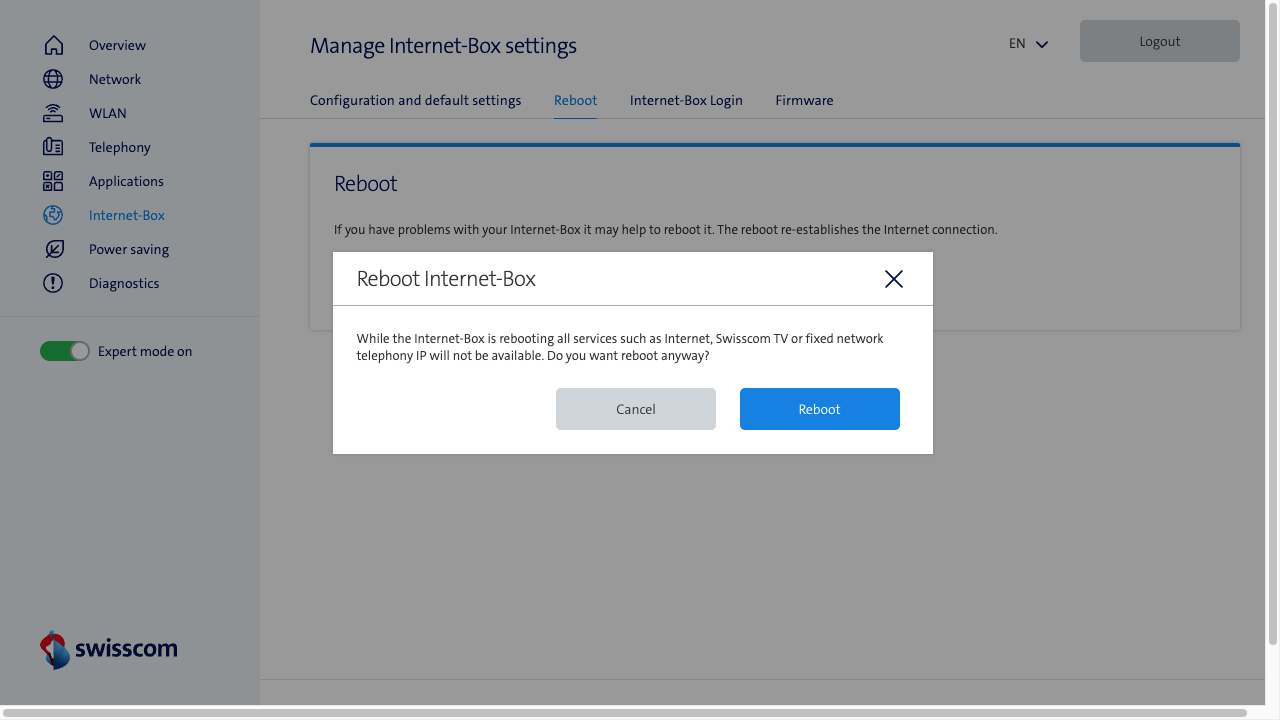 Overview
Network
WLAN
Telephony
Applications
Internet-Box
Power saving
Diagnostics
Expert mode on
swisscom
Manage Internet-Box settings
EN
Logout
Configuration and default settings
Reboot
Internet-Box Login
Firmware
Reboot
If you have problems with your Internet-Box it may help to reboot it. The reboot re-establishes the Internet connection.
Reboot Internet-Box
While the Internet-Box is rebooting all services such as Internet, Swisscom TV or fixed network
telephony IP will not be available. Do you want reboot anyway?
Cancel
Reboot